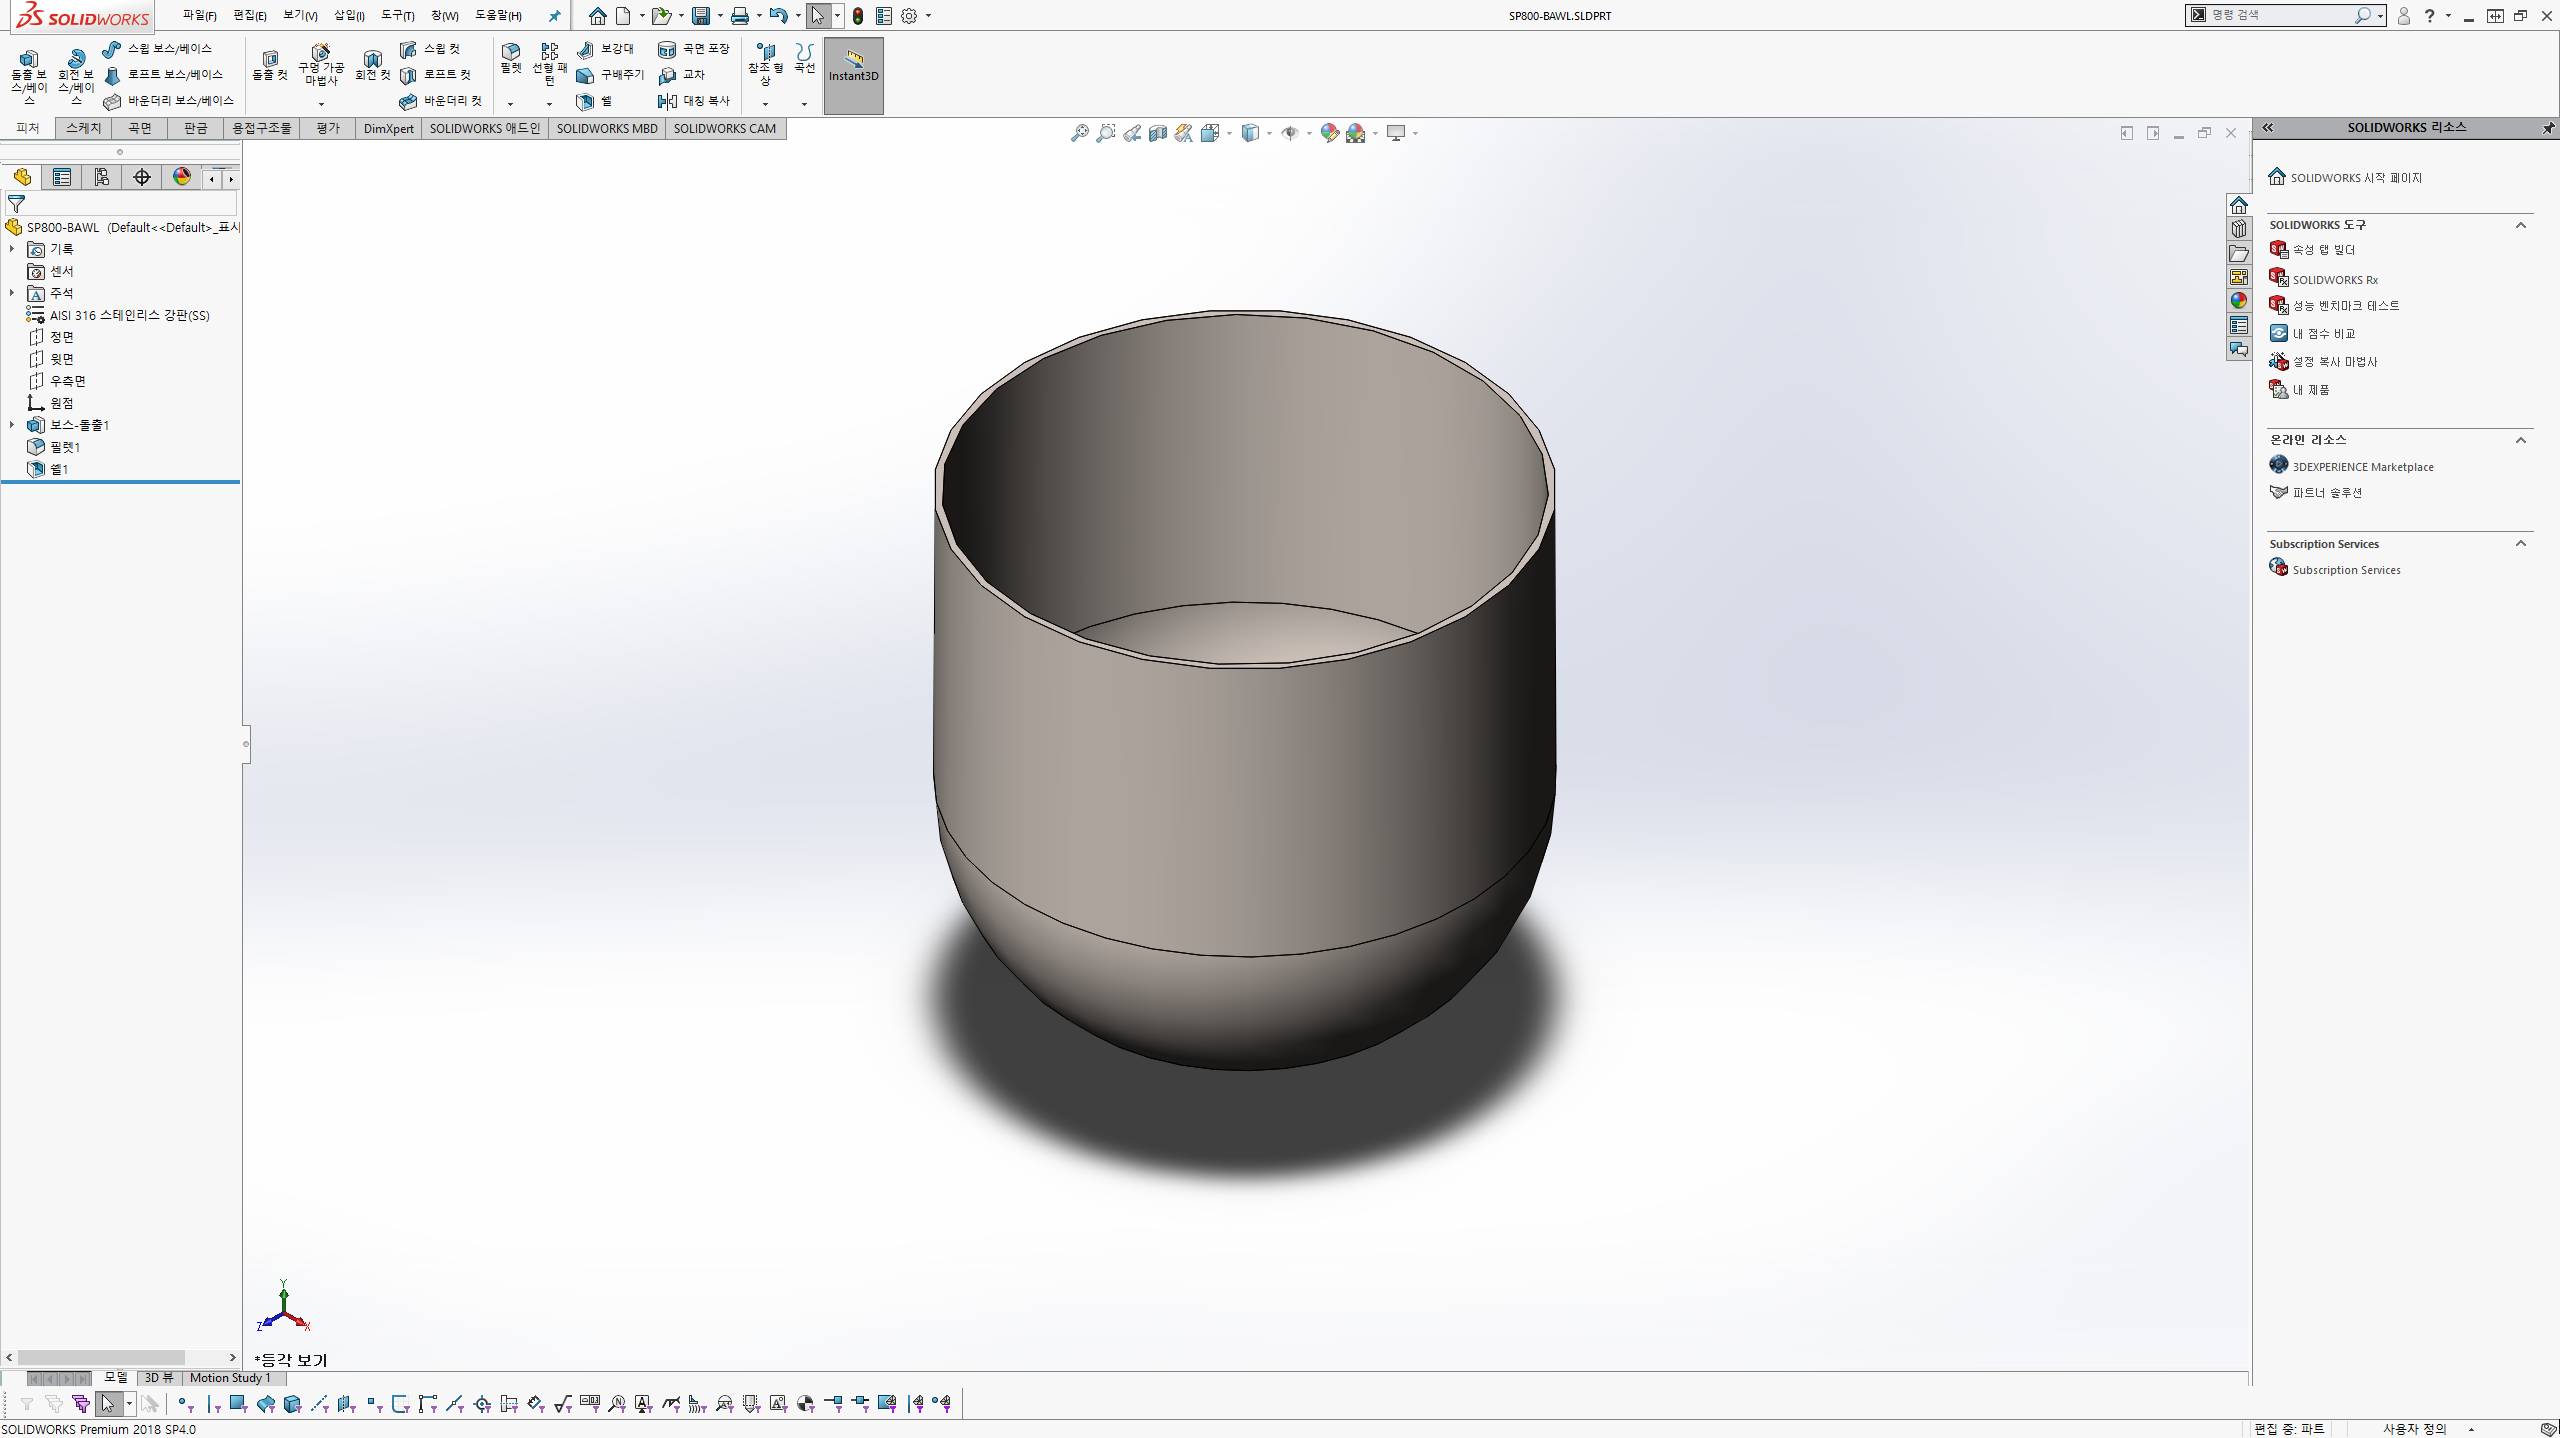 SOLIDWORKS
파일(F) 편집(E) 보기(V) 삽입(I) 도구(T) 창(W) 도움말(H)
SP800-BAWL.SLDPRT
명령 검색
돌출 보스/베이스
회전 보스/베이스
스윕 보스/베이스
로프트 보스/베이스
바운더리 보스/베이스
돌출 컷
구멍 가공 마법사
회전 컷
스윕 컷
로프트 컷
바운더리 컷
필렛
선형 패턴
보강대
구배주기
쉘
곡면 포장
교차
대칭 복사
참조 형상
곡선
Instant3D
피처 스케치 곡면 판금 용접구조물 평가 DimXpert SOLIDWORKS 애드인 SOLIDWORKS MBD SOLIDWORKS CAM
SP800-BAWL (Default<<Default>_표시
기록
센서
주석
AISI 316 스테인리스 강판(SS)
정면
윗면
우측면
원점
보스-돌출1
필렛1
쉘1
Y
Z
X
*등각 보기
SOLIDWORKS 리소스
SOLIDWORKS 시작 페이지
SOLIDWORKS 도구
속성 탭 빌더
SOLIDWORKS Rx
성능 벤치마크 테스트
내 점수 비교
설정 복사 마법사
내 제품
온라인 리소스
3DEXPERIENCE Marketplace
파트너 솔루션
Subscription Services
Subscription Services
모델 3D 뷰 Motion Study 1
SOLIDWORKS Premium 2018 SP4.0
편집 중: 파트
사용자 정의